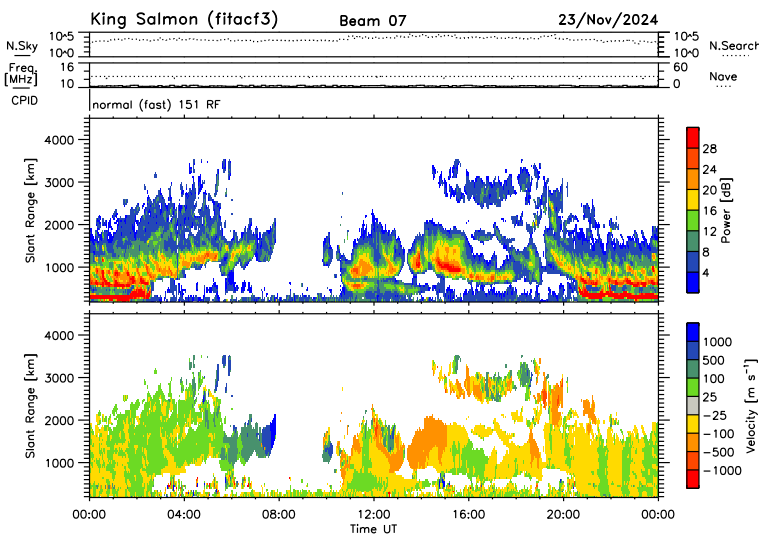 King Salmon (fitacf3) Beam 07 23/Nov/2024
N.Sky 10^5 10^0 10^5 10^0 N.Search
Freq. [MHz] 16 10 60 0 Nave
CPID normal (fast) 151 RF
Slant Range [km] 4000 3000 2000 1000
28 24 20 16 12 8 4 Power [dB]
Slant Range [km] 4000 3000 2000 1000
1000 500 100 25 −25 −100 −500 −1000 Velocity [m s⁻¹]
00:00 04:00 08:00 12:00 16:00 20:00 00:00
Time UT